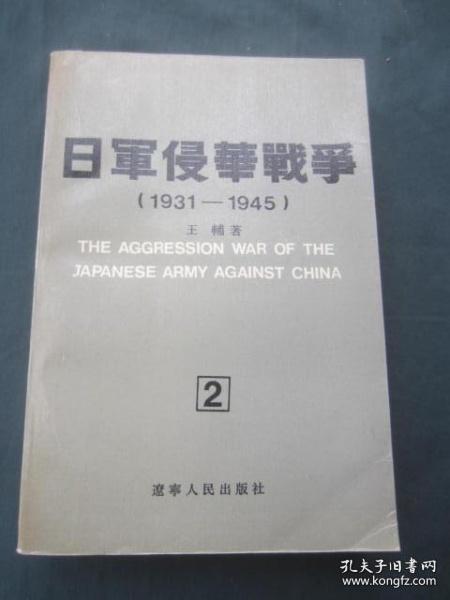 日軍侵華戰爭
(1931—1945)
王 輔著
THE AGGRESSION WAR OF THE
JAPANESE ARMY AGAINST CHINA
2
遼寧人民出版社
孔夫子旧书网
www.kongfz.com